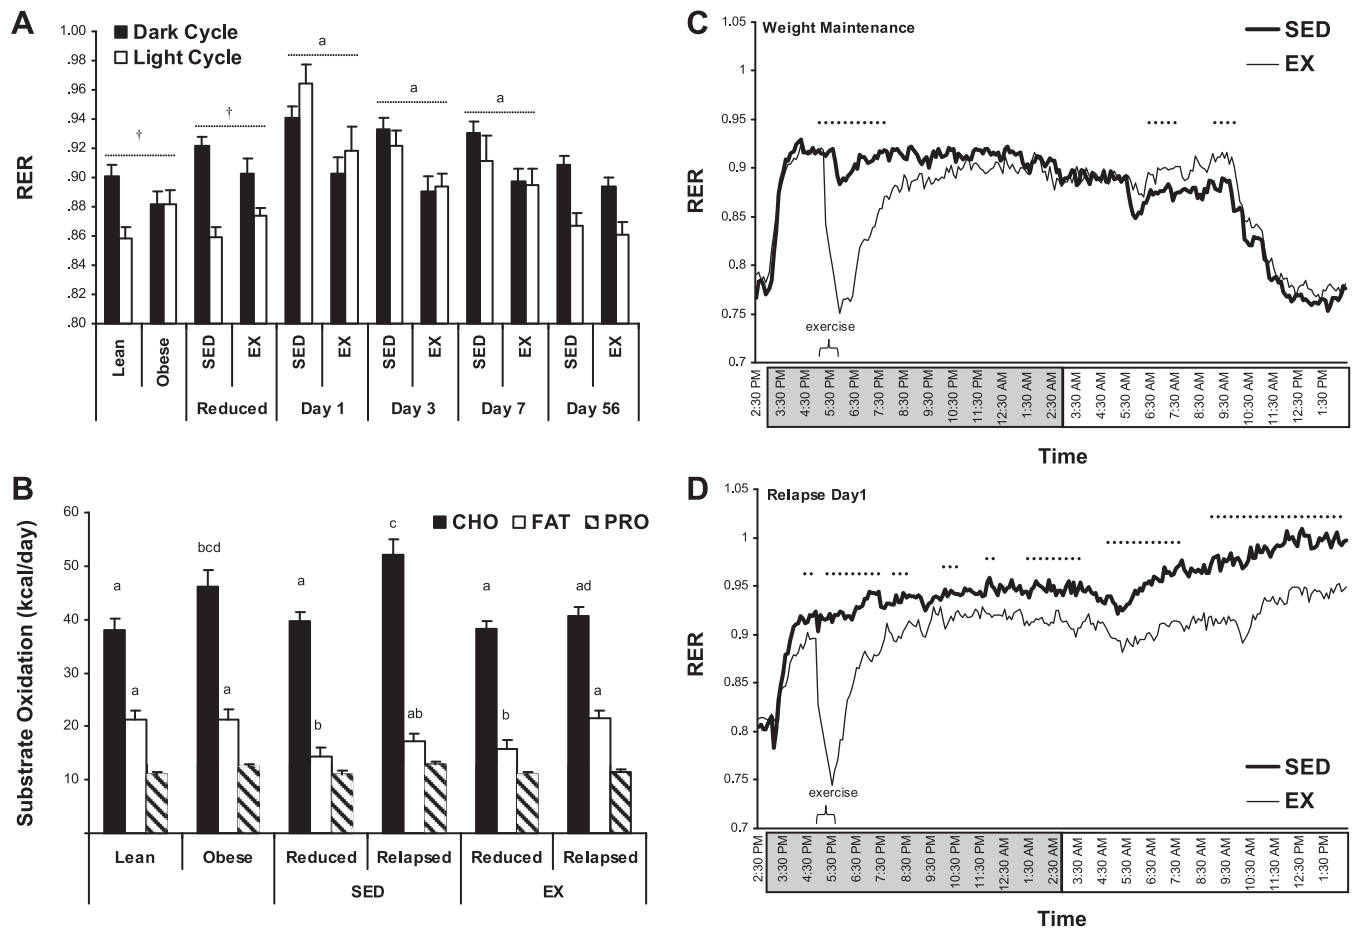 A
Dark Cycle
Light Cycle
RER
1.00
.98
.96
.94
.92
.90
.88
.86
.84
.82
.80
†
†
a
a
a
Lean
Obese
SED
EX
SED
EX
SED
EX
SED
EX
SED
EX
Reduced
Day 1
Day 3
Day 7
Day 56
B
CHO
FAT
PRO
Substrate Oxidation (kcal/day)
60
50
40
30
20
10
a
a
bcd
a
a
b
c
ab
a
b
ad
a
Lean
Obese
Reduced
Relapsed
Reduced
Relapsed
SED
EX
C
Weight Maintenance
SED
EX
RER
1.05
1
0.95
0.9
0.85
0.8
0.75
0.7
exercise
2:30 PM
3:30 PM
4:30 PM
5:30 PM
6:30 PM
7:30 PM
8:30 PM
9:30 PM
10:30 PM
11:30 PM
12:30 AM
1:30 AM
2:30 AM
3:30 AM
4:30 AM
5:30 AM
6:30 AM
7:30 AM
8:30 AM
9:30 AM
10:30 AM
11:30 AM
12:30 PM
1:30 PM
Time
D
Relapse Day1
SED
EX
RER
1.05
1
0.95
0.9
0.85
0.8
0.75
0.7
exercise
2:30 PM
3:30 PM
4:30 PM
5:30 PM
6:30 PM
7:30 PM
8:30 PM
9:30 PM
10:30 PM
11:30 PM
12:30 AM
1:30 AM
2:30 AM
3:30 AM
4:30 AM
5:30 AM
6:30 AM
7:30 AM
8:30 AM
9:30 AM
10:30 AM
11:30 AM
12:30 PM
1:30 PM
Time